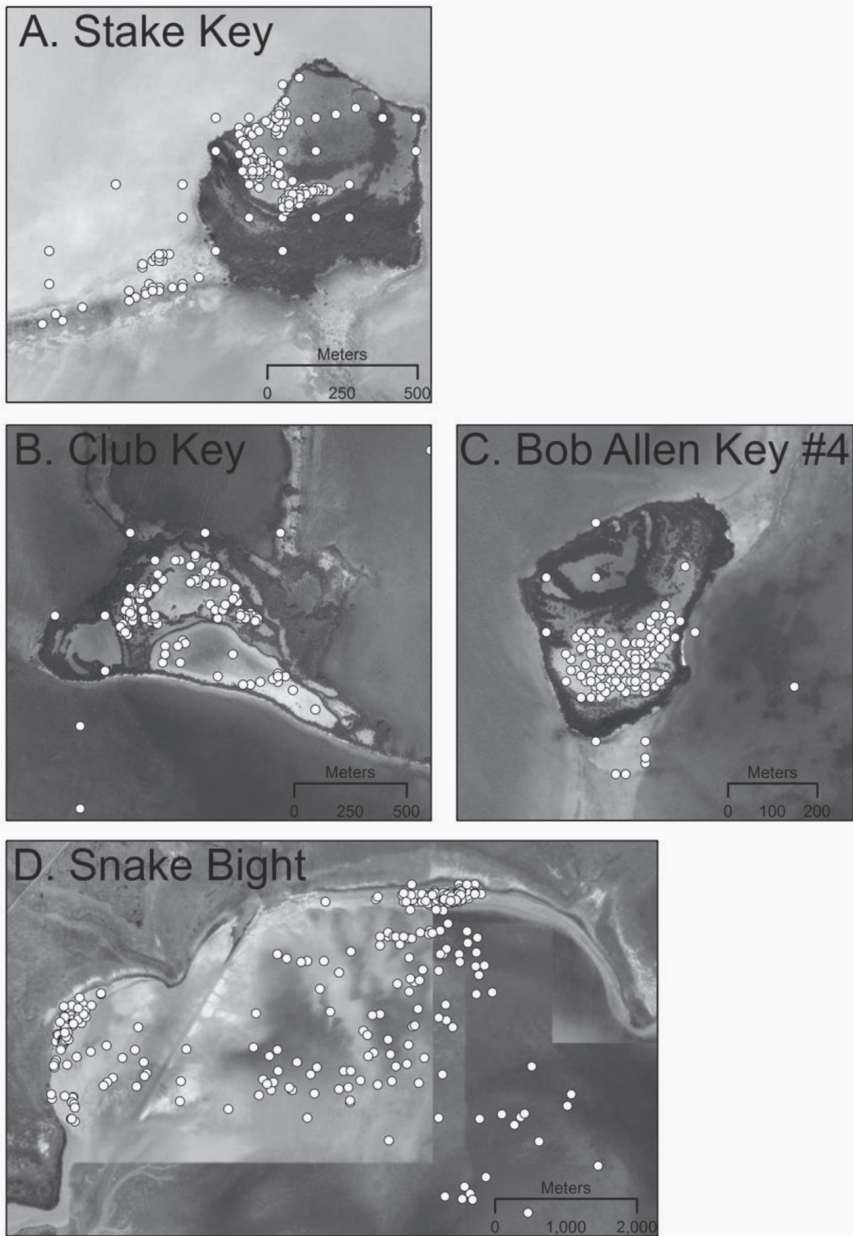 A. Stake Key
Meters
0 250 500
B. Club Key
Meters
0 250 500
C. Bob Allen Key #4
Meters
0 100 200
D. Snake Bight
Meters
0 1,000 2,000